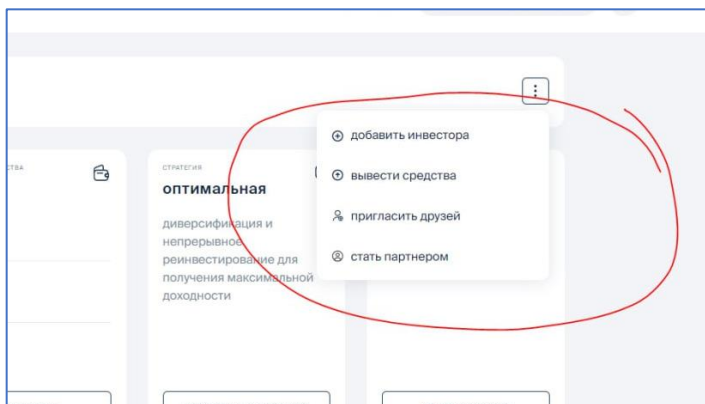 добавить инвестора
вывести средства
пригласить друзей
стать партнером
СТРАТЕГИЯ
оптимальная
диверсификация и
непрерывное
реинвестирование для
получения максимальной
доходности